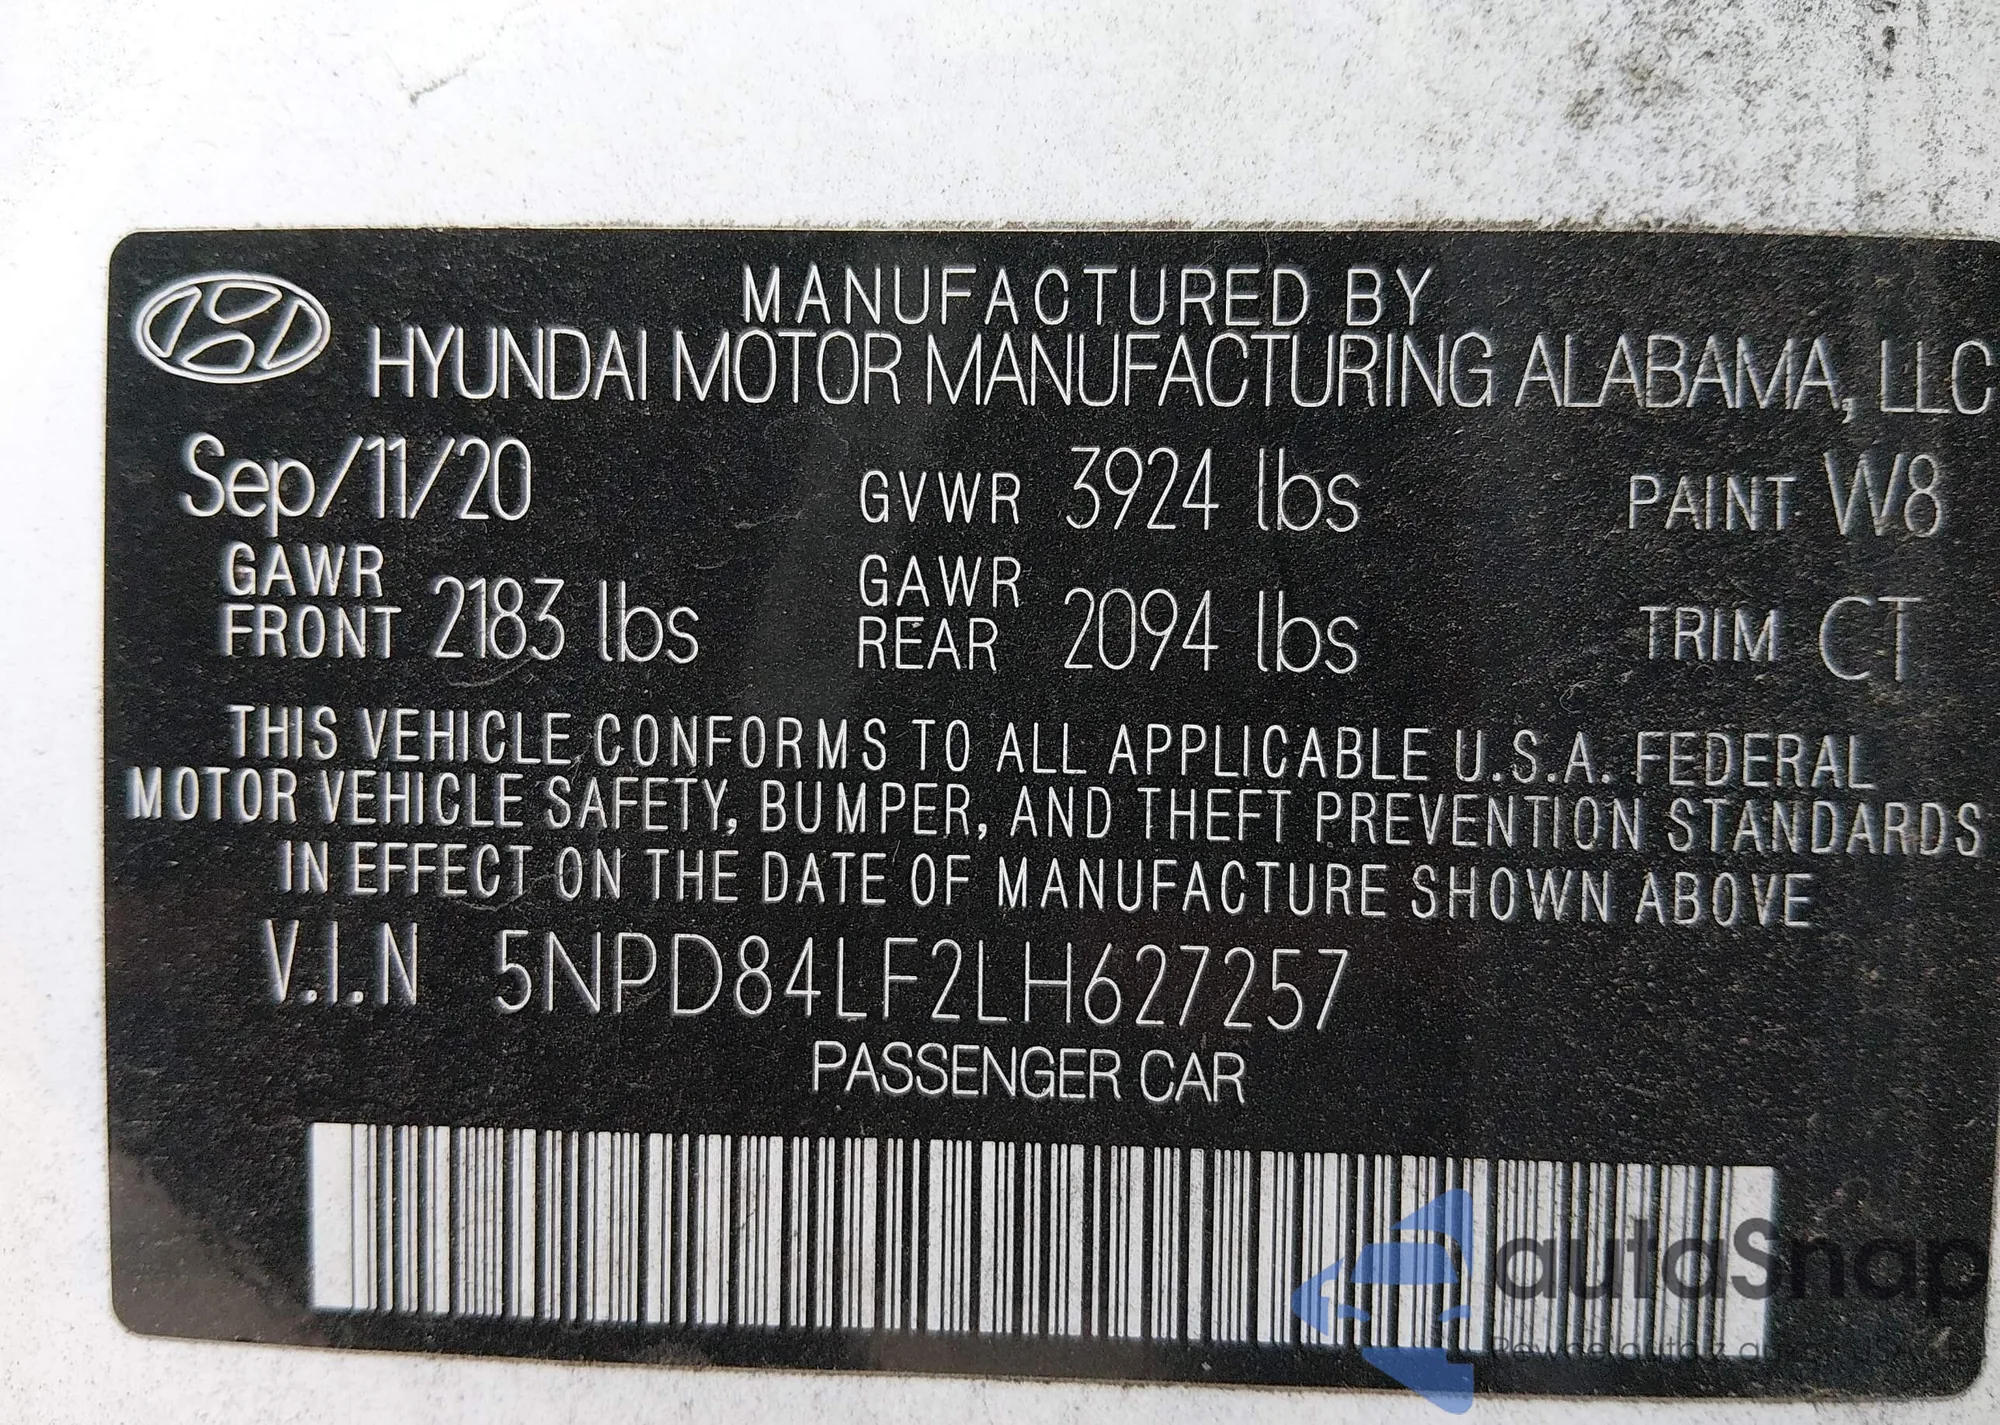 MANUFACTURED BY
HYUNDAI MOTOR MANUFACTURING ALABAMA, LLC
Sep/11/20 GVWR 3924 lbs PAINT W8
GAWR FRONT 2183 lbs GAWR REAR 2094 lbs TRIM CT
THIS VEHICLE CONFORMS TO ALL APPLICABLE U.S.A. FEDERAL
MOTOR VEHICLE SAFETY, BUMPER, AND THEFT PREVENTION STANDARDS
IN EFFECT ON THE DATE OF MANUFACTURE SHOWN ABOVE
V.I.N 5NPD84LF2LH627257
PASSENGER CAR
autaSnap